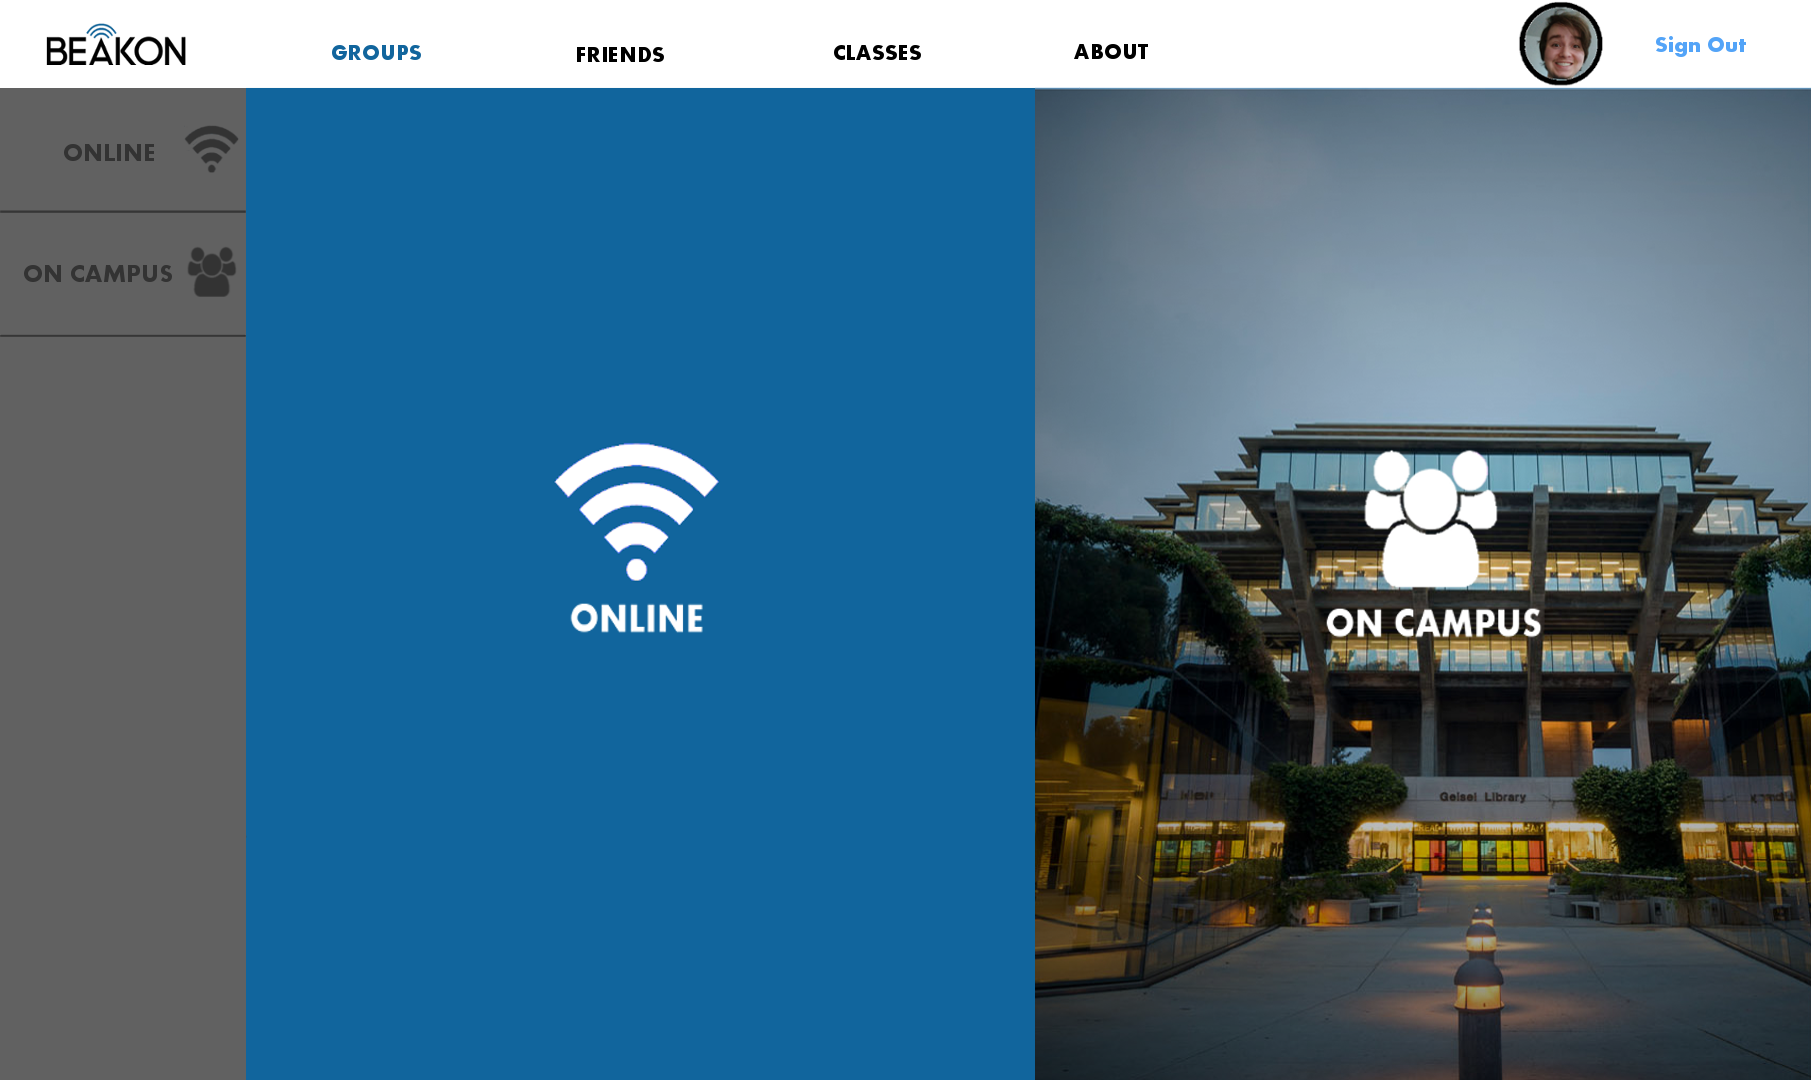 BEAKON
GROUPS
FRIENDS
CLASSES
ABOUT
Sign Out
ONLINE
ON CAMPUS
ONLINE
ON CAMPUS
Geisel Library